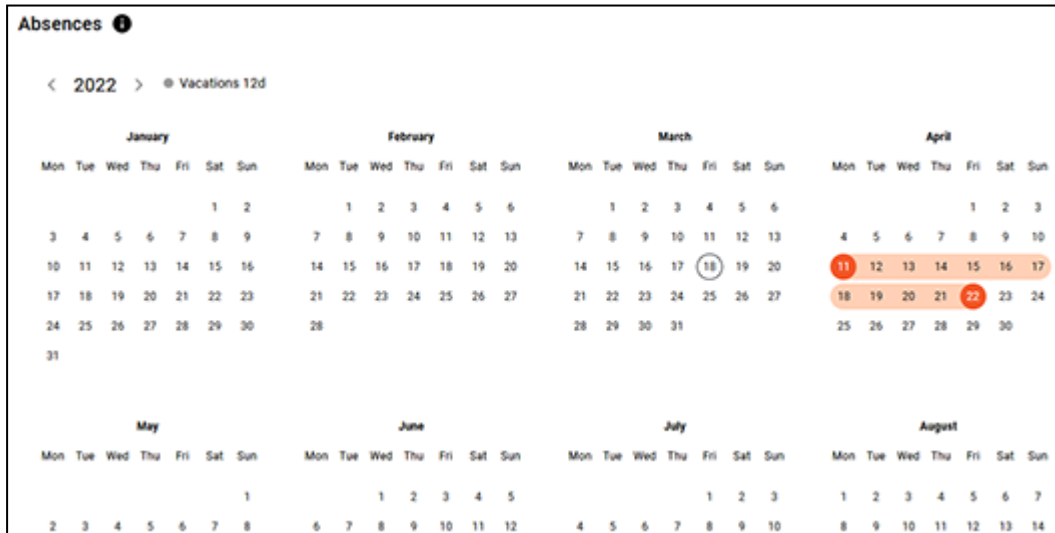 Absences i
< 2022 > Vacations 12d
January February March April
Mon Tue Wed Thu Fri Sat Sun Mon Tue Wed Thu Fri Sat Sun Mon Tue Wed Thu Fri Sat Sun Mon Tue Wed Thu Fri Sat Sun
1 2 1 2 3 4 5 6 1 2 3 4 5 6 1 2 3
3 4 5 6 7 8 9 7 8 9 10 11 12 13 7 8 9 10 11 12 13 4 5 6 7 8 9 10
10 11 12 13 14 15 16 14 15 16 17 18 19 20 14 15 16 17 18 19 20 11 12 13 14 15 16 17
17 18 19 20 21 22 23 21 22 23 24 25 26 27 21 22 23 24 25 26 27 18 19 20 21 22 23 24
24 25 26 27 28 29 30 28 28 29 30 31 25 26 27 28 29 30
31
May June July August
Mon Tue Wed Thu Fri Sat Sun Mon Tue Wed Thu Fri Sat Sun Mon Tue Wed Thu Fri Sat Sun Mon Tue Wed Thu Fri Sat Sun
1 1 2 3 4 5 1 2 3 1 2 3 4 5 6 7
2 3 4 5 6 7 8 6 7 8 9 10 11 12 4 5 6 7 8 9 10 8 9 10 11 12 13 14